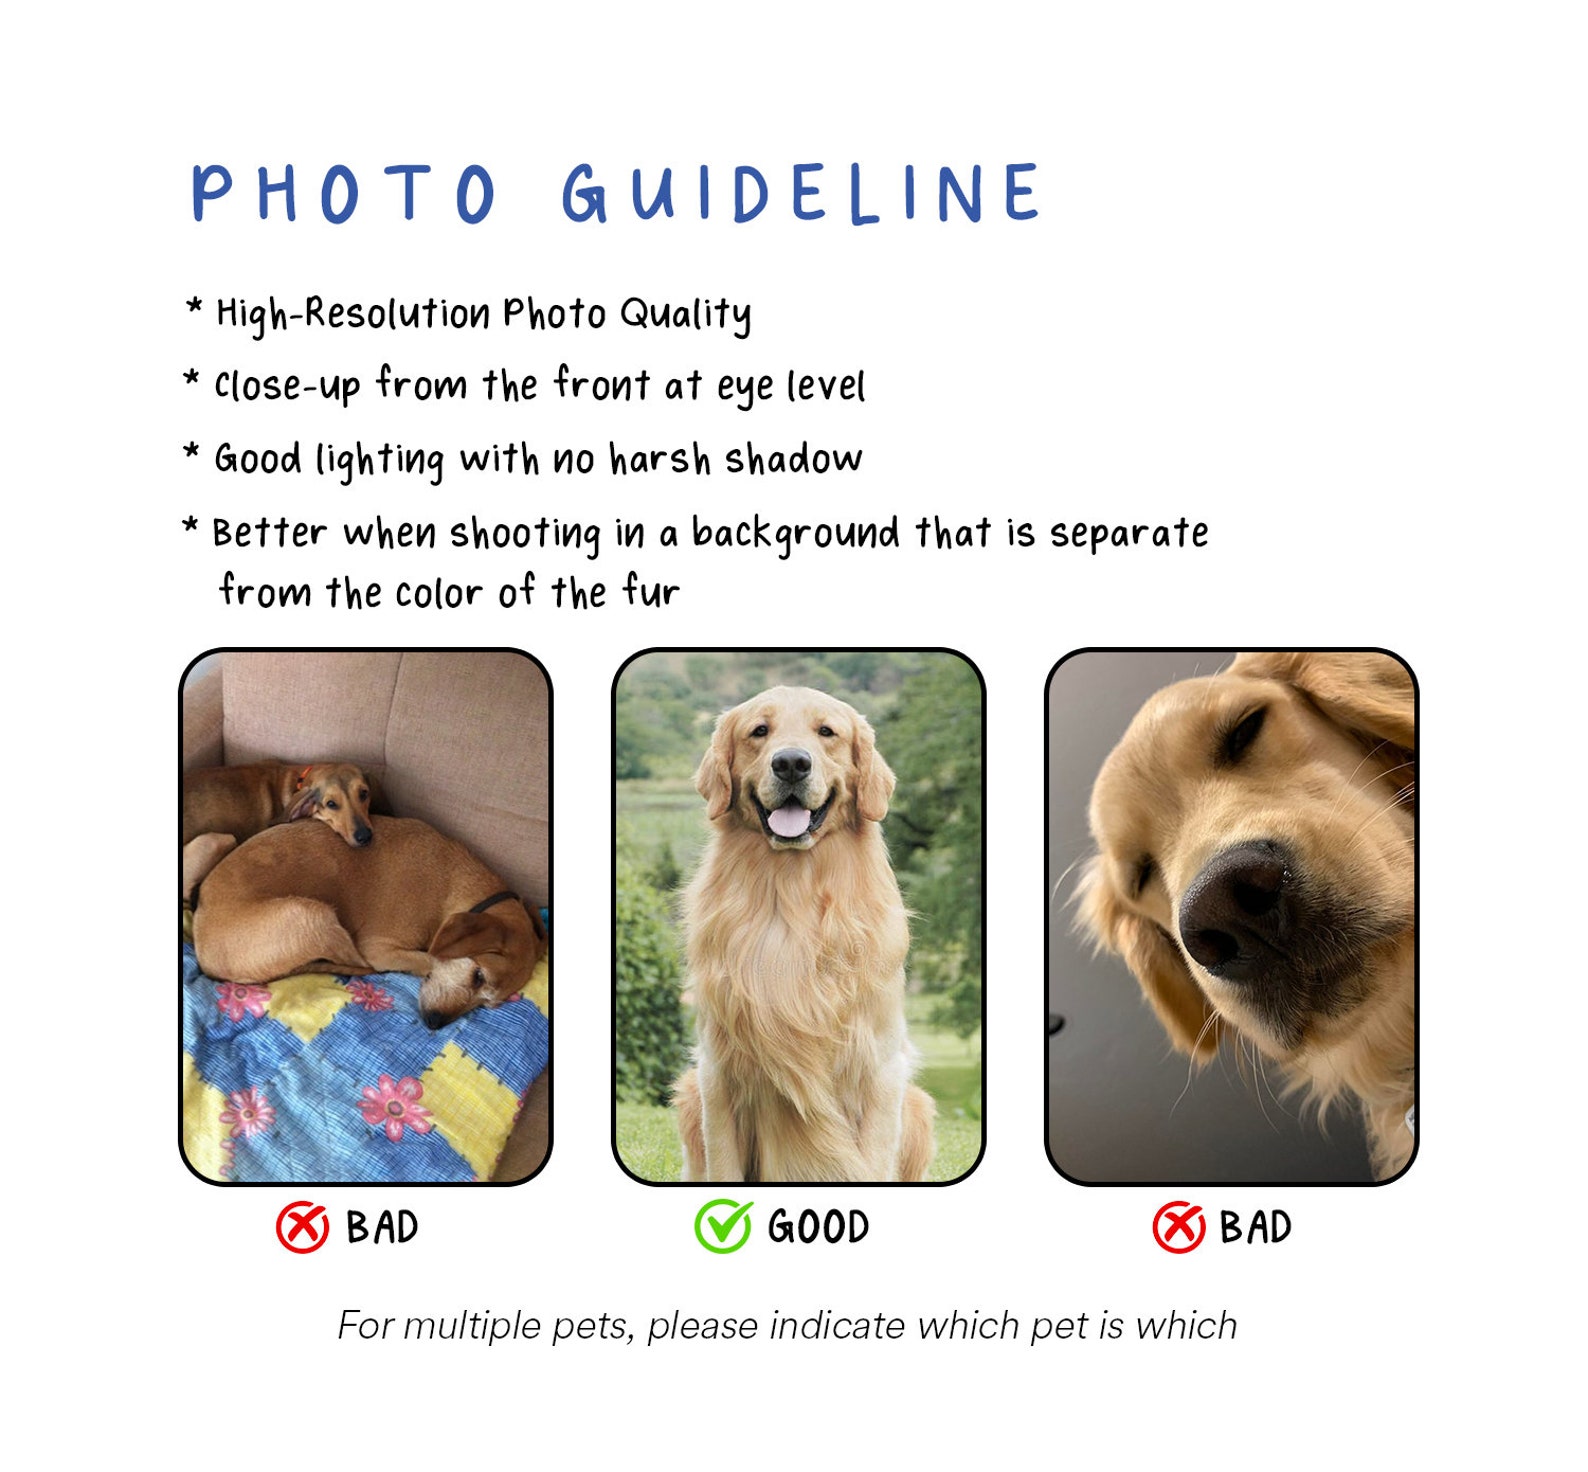 PHOTO GUIDELINE
* High-Resolution Photo Quality
* Close-up from the front at eye level
* Good lighting with no harsh shadow
* Better when shooting in a background that is separate
from the color of the fur
BAD
GOOD
BAD
For multiple pets, please indicate which pet is which